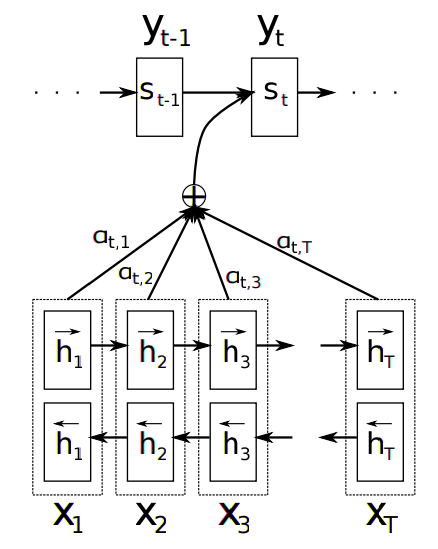 y_{t-1} y_t
. . . s_{t-1} s_t . . .
+
a_{t,1} a_{t,2} a_{t,3} a_{t,T}
\overrightarrow{h}_1 \overrightarrow{h}_2 \overrightarrow{h}_3 \overrightarrow{h}_T
\overleftarrow{h}_1 \overleftarrow{h}_2 \overleftarrow{h}_3 \overleftarrow{h}_T
x_1 x_2 x_3 x_T